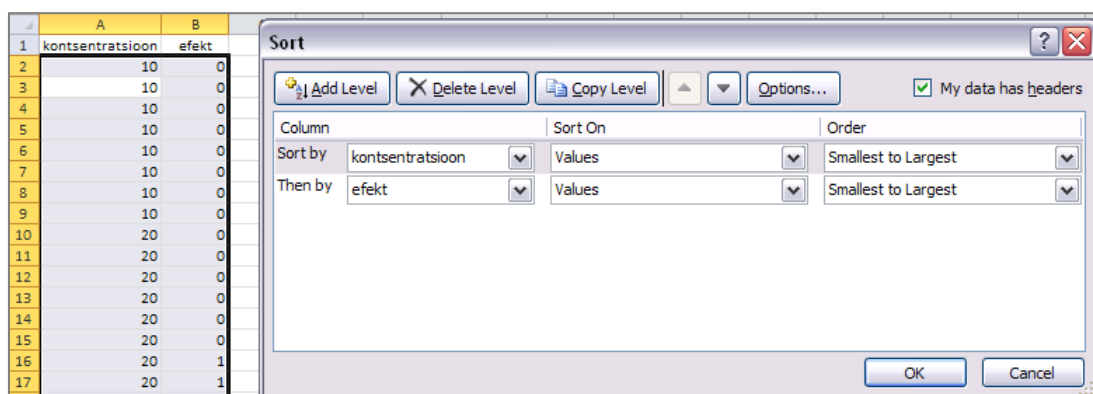 A B
1 kontsentratsioon efekt
2 10 0
3 10 0
4 10 0
5 10 0
6 10 0
7 10 0
8 10 0
9 10 0
10 20 0
11 20 0
12 20 0
13 20 0
14 20 0
15 20 0
16 20 1
17 20 1
Sort
Add Level Delete Level Copy Level Options... My data has headers
Column Sort On Order
Sort by kontsentratsioon Values Smallest to Largest
Then by efekt Values Smallest to Largest
OK Cancel